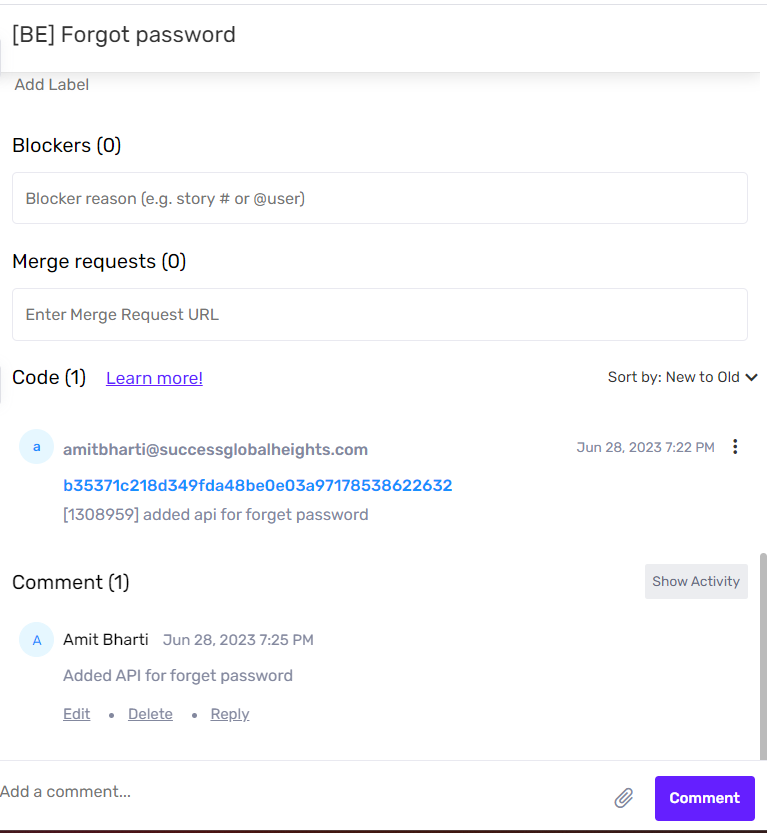 [BE] Forgot password
Add Label
Blockers (0)
Blocker reason (e.g. story # or @user)
Merge requests (0)
Enter Merge Request URL
Code (1) Learn more! Sort by: New to Old
a amitbharti@successglobalheights.com Jun 28, 2023 7:22 PM
b35371c218d349fda48be0e03a97178538622632
[1308959] added api for forget password
Comment (1) Show Activity
A Amit Bharti Jun 28, 2023 7:25 PM
Added API for forget password
Edit • Delete • Reply
Add a comment... Comment